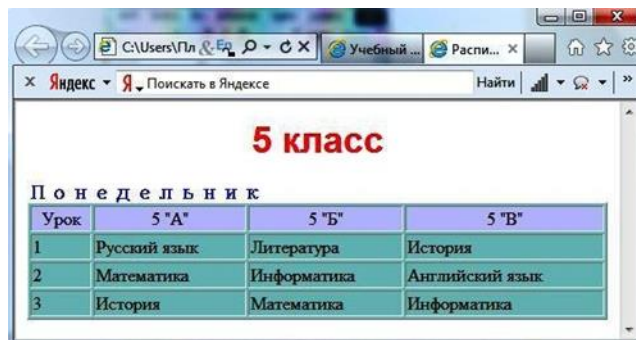 C:\Users\Пл Учебный ... Распи... ×
× Яндекс Я Поискать в Яндексе Найти »
5 класс
Понедельник
Урок 5 "А" 5 "Б" 5 "В"
1 Русский язык Литература История
2 Математика Информатика Английский язык
3 История Математика Информатика